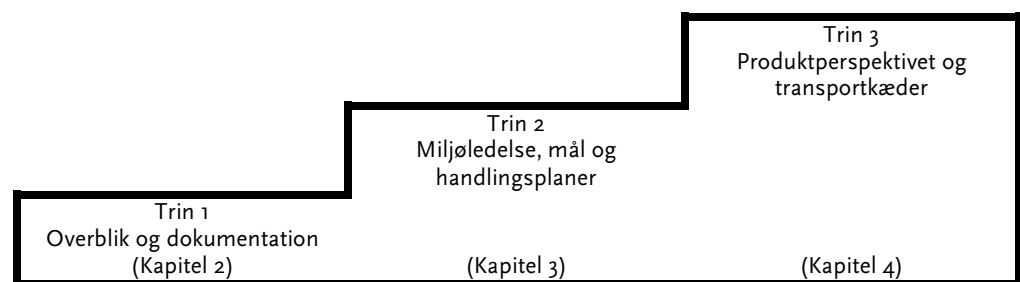 Trin 3
Produktperspektivet og
transportkæder
Trin 2
Miljøledelse, mål og
handlingsplaner
Trin 1
Overblik og dokumentation
(Kapitel 2)
(Kapitel 3)
(Kapitel 4)